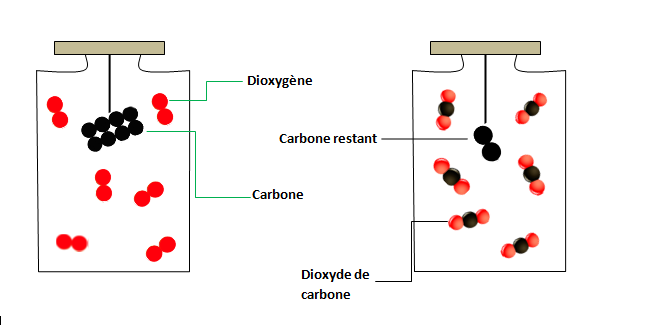 Dioxygène
Carbone restant
Carbone
Dioxyde de
carbone